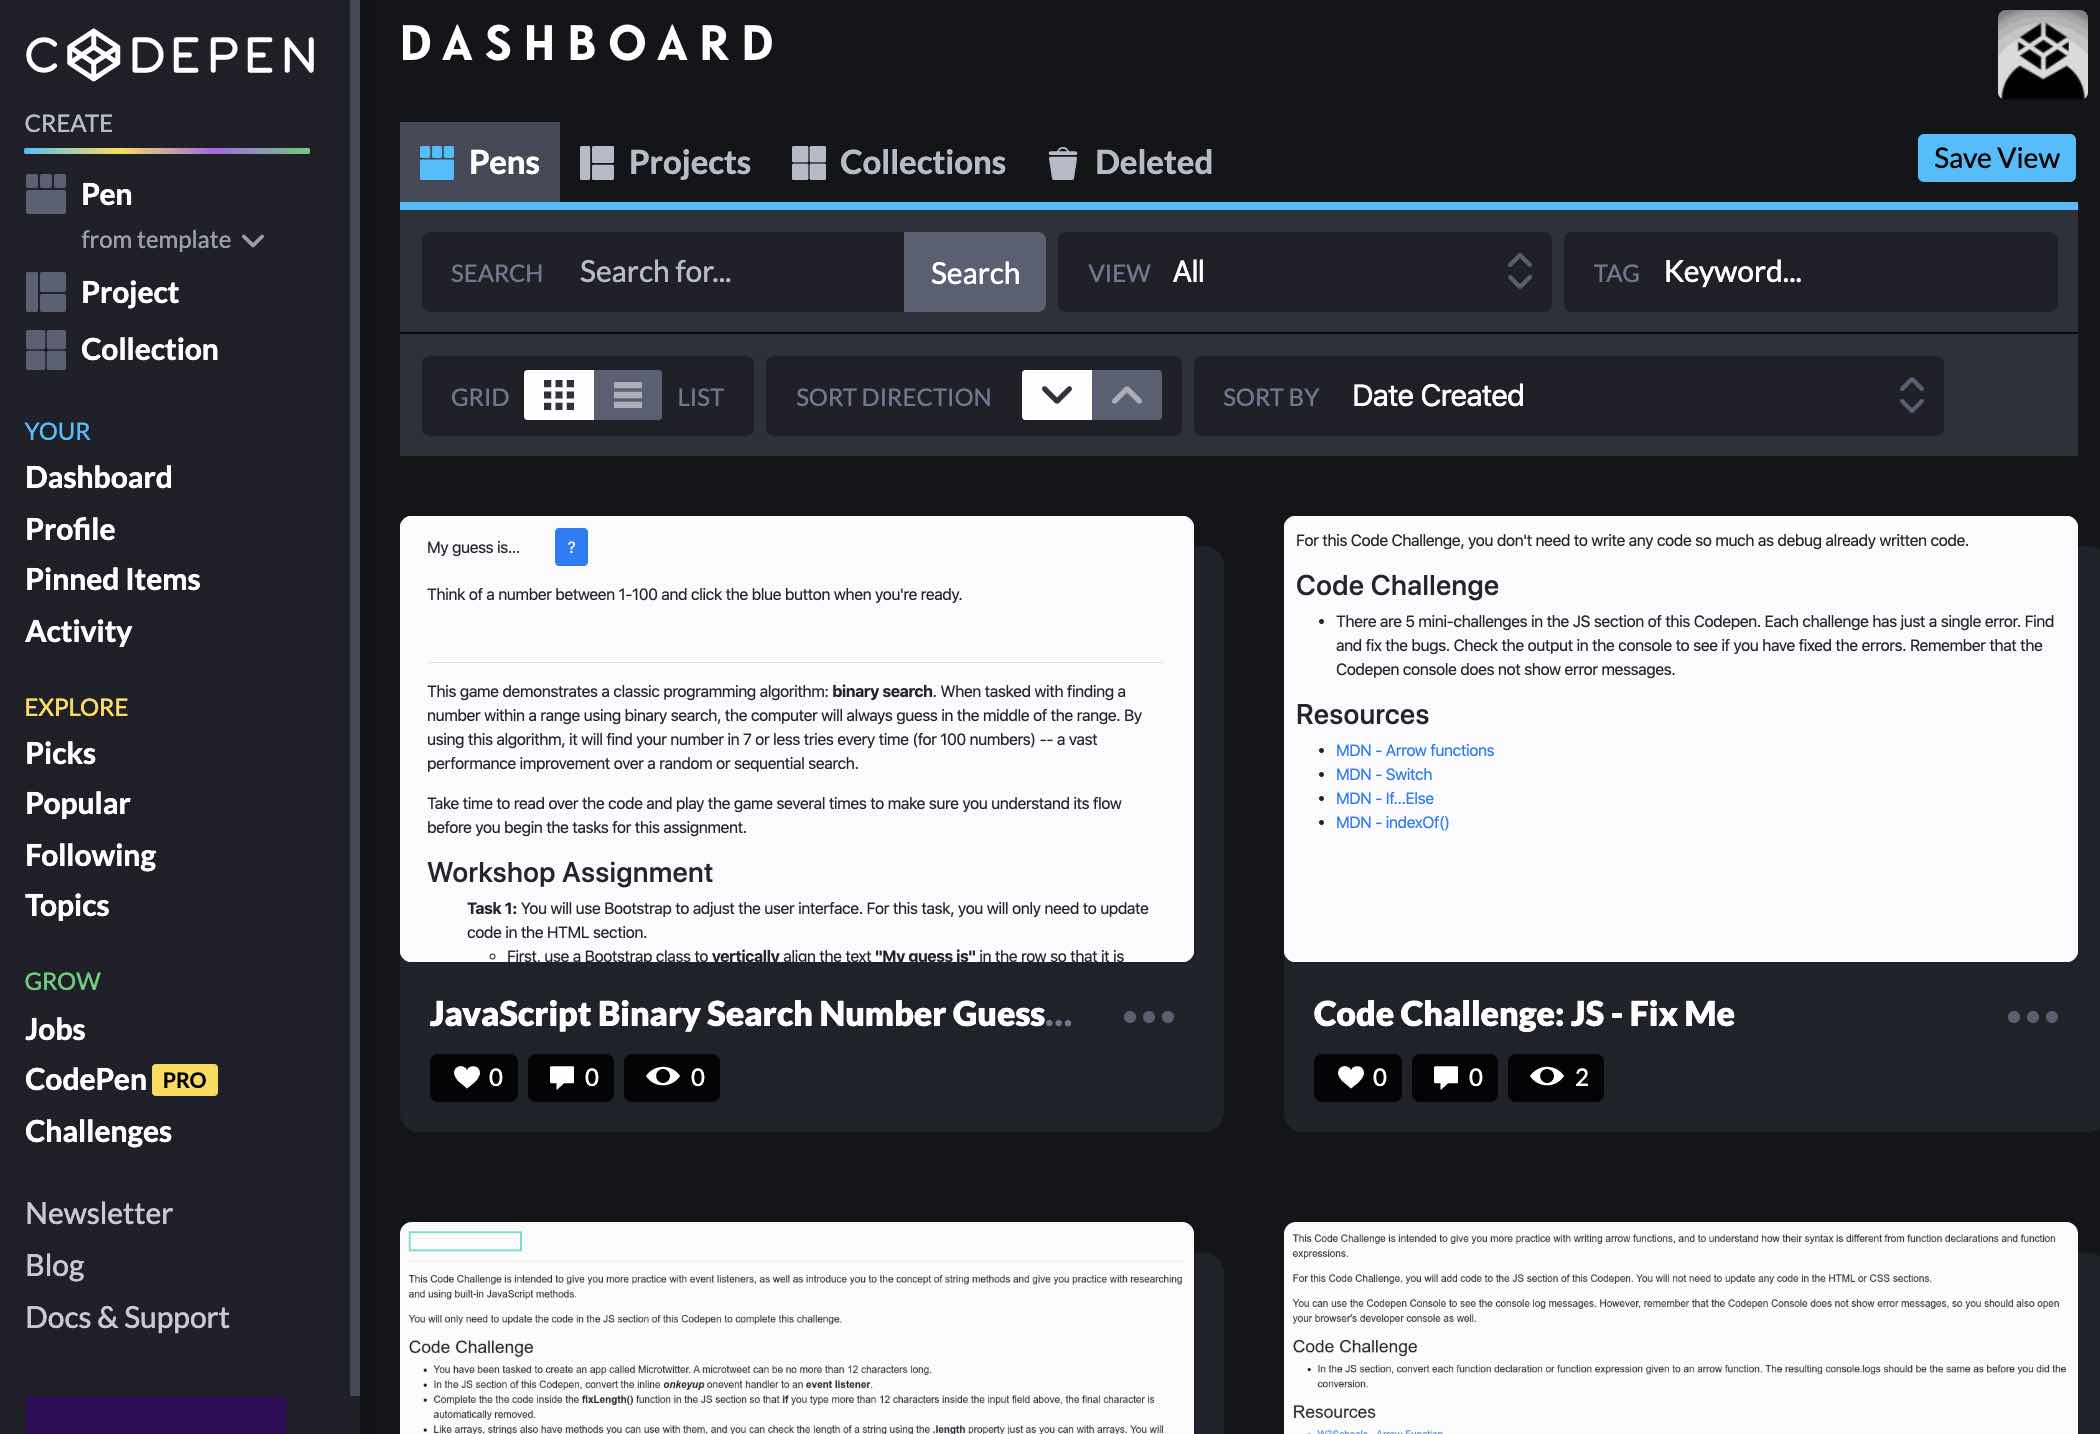 CODEPEN
CREATE
Pen
from template
Project
Collection
YOUR
Dashboard
Profile
Pinned Items
Activity
EXPLORE
Picks
Popular
Following
Topics
GROW
Jobs
CodePen PRO
Challenges
Newsletter
Blog
Docs & Support
DASHBOARD
Pens Projects Collections Deleted Save View
SEARCH Search for... Search VIEW All TAG Keyword...
GRID LIST SORT DIRECTION SORT BY Date Created
My guess is... ?
Think of a number between 1-100 and click the blue button when you're ready.
This game demonstrates a classic programming algorithm: binary search. When tasked with finding a
number within a range using binary search, the computer will always guess in the middle of the range. By
using this algorithm, it will find your number in 7 or less tries every time (for 100 numbers) -- a vast
performance improvement over a random or sequential search.
Take time to read over the code and play the game several times to make sure you understand its flow
before you begin the tasks for this assignment.
Workshop Assignment
Task 1: You will use Bootstrap to adjust the user interface. For this task, you will only need to update
code in the HTML section.
First, use a Bootstrap class to vertically align the text "My guess is" in the row so that it is
JavaScript Binary Search Number Guess...
0 0 0
For this Code Challenge, you don't need to write any code so much as debug already written code.
Code Challenge
• There are 5 mini-challenges in the JS section of this Codepen. Each challenge has just a single error. Find
and fix the bugs. Check the output in the console to see if you have fixed the errors. Remember that the
Codepen console does not show error messages.
Resources
• MDN - Arrow functions
• MDN - Switch
• MDN - If...Else
• MDN - indexOf()
Code Challenge: JS - Fix Me
0 0 2
This Code Challenge is intended to give you more practice with event listeners, as well as introduce you to the concept of string methods and give you practice with researching
and using built-in JavaScript methods.
You will only need to update the code in the JS section of this Codepen to complete this challenge.
Code Challenge
• You have been tasked to create an app called Microtwitter. A microtweet can be no more than 12 characters long.
• In the JS section of this Codepen, convert the inline onkeyup onevent handler to an event listener.
• Complete the the code inside the fixLength() function in the JS section so that if you type more than 12 characters inside the input field above, the final character is
automatically removed.
• Like arrays, strings also have methods you can use with them, and you can check the length of a string using the .length property just as you can with arrays. You will
This Code Challenge is intended to give you more practice with writing arrow functions, and to understand how their syntax is different from function declarations and function
expressions.
For this Code Challenge, you will add code to the JS section of this Codepen. You will not need to update any code in the HTML or CSS sections.
You can use the Codepen Console to see the console log messages. However, remember that the Codepen Console does not show error messages, so you should also open
your browser's developer console as well.
Code Challenge
• In the JS section, convert each function declaration or function expression given to an arrow function. The resulting console.logs should be the same as before you did the
conversion.
Resources
• W3Schools - Arrow Function